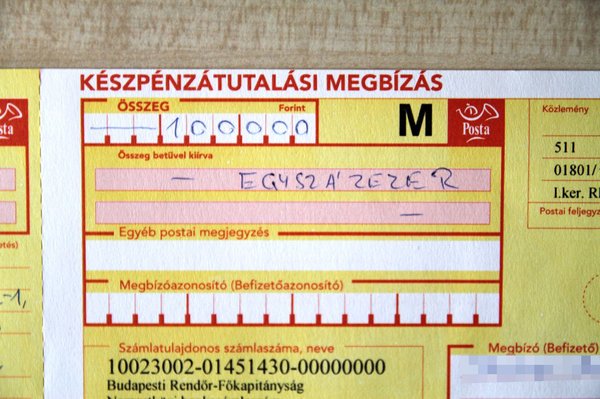 KÉSZPÉNZÁTUTALÁSI MEGBÍZÁS
ÖSSZEG Forint
— 100000
M
Posta
Összeg betűvel kiírva
— EGYSZÁZEZER
—
Egyéb postai megjegyzés
Megbízóazonosító (Befizetőazonosító)
Számlatulajdonos számlaszáma, neve
10023002-01451430-00000000
Budapesti Rendőr-Főkapitányság
Közlemény
511
01801/
I.ker. R
Postai feljegyz
Megbízó (Befizető)
sta